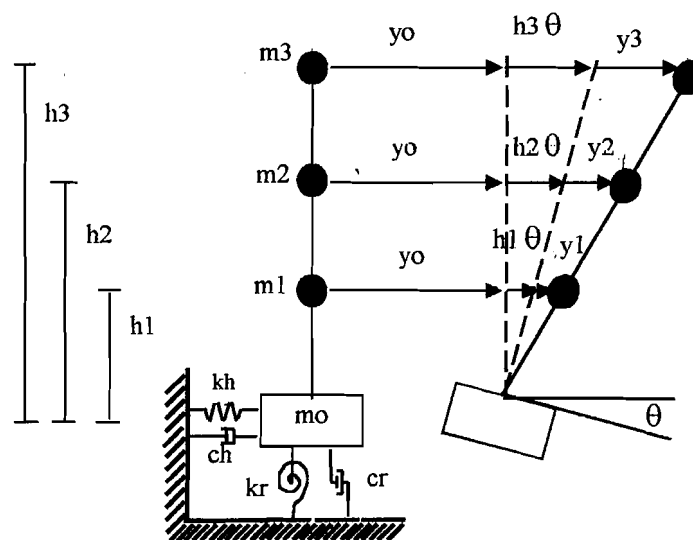 m3 yo h3 θ y3
h3
m2 yo h2 θ y2
h2
m1 yo h1 θ y1
h1
kh
mo
ch
kr cr
θ